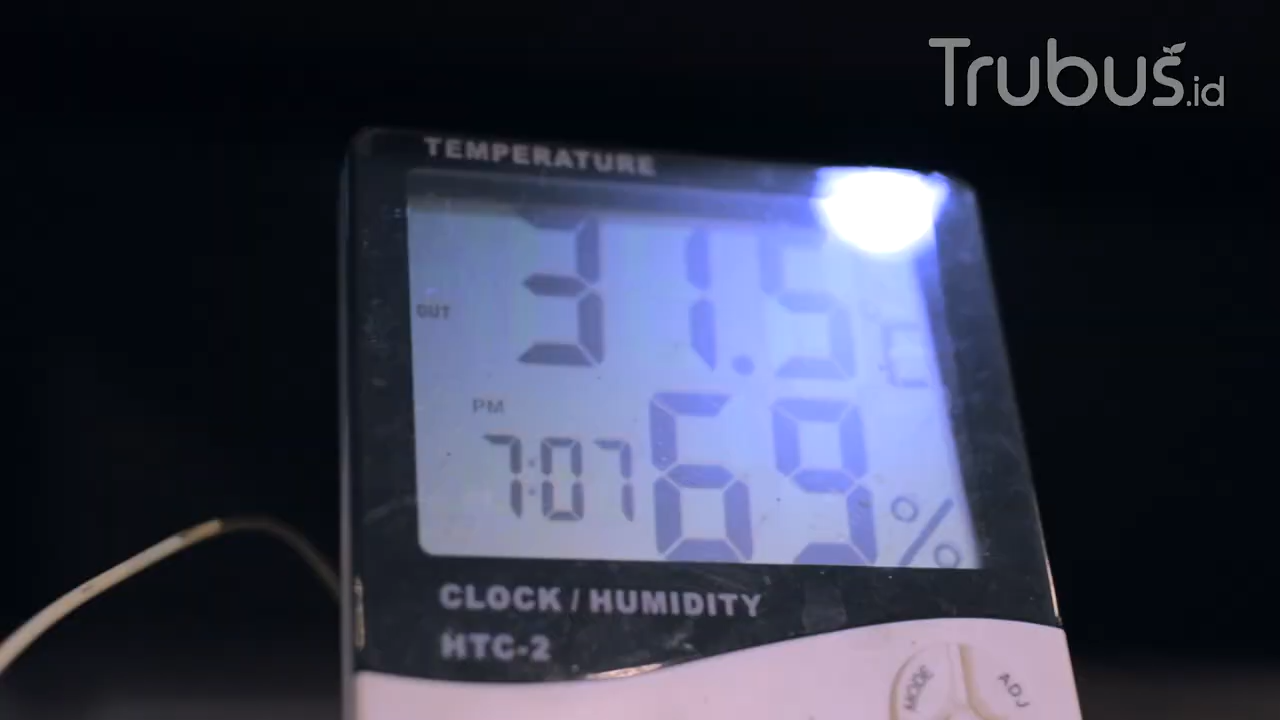 Trubus.id
TEMPERATURE
OUT
31.5
PM
7:07
69%
CLOCK / HUMIDITY
HTC-2
MODE
ADJ